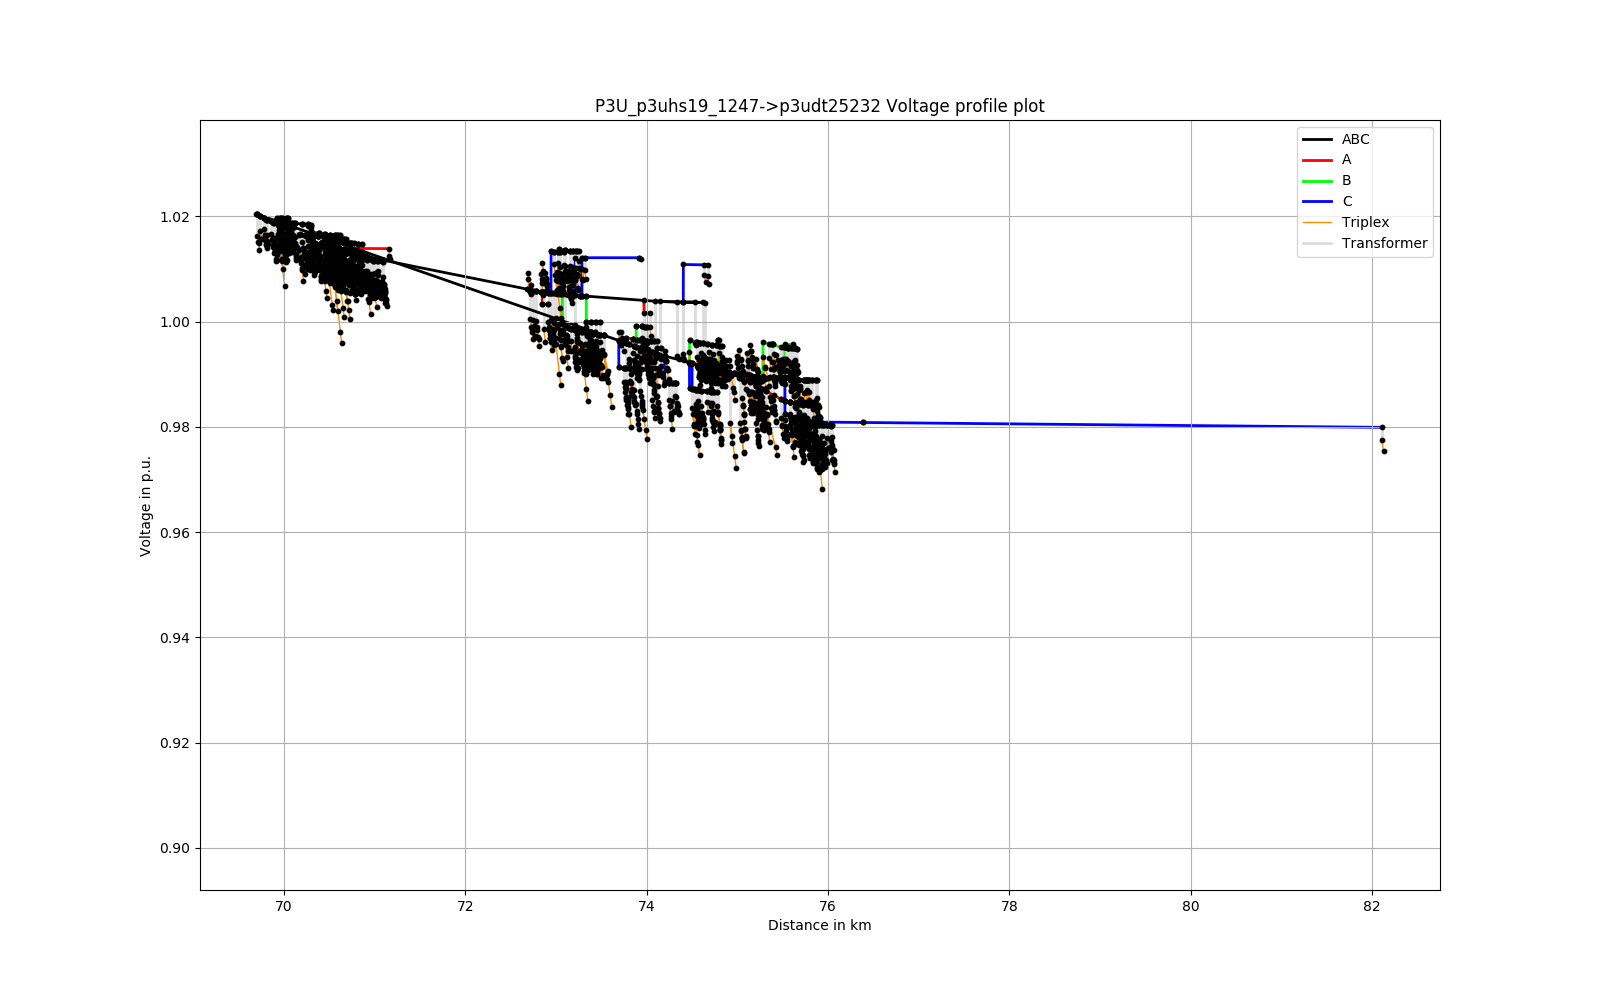 P3U_p3uhs19_1247->p3udt25232 Voltage profile plot
ABC
A
B
C
Triplex
Transformer
1.02
1.00
0.98
0.96
0.94
0.92
0.90
Voltage in p.u.
70 72 74 76 78 80 82
Distance in km